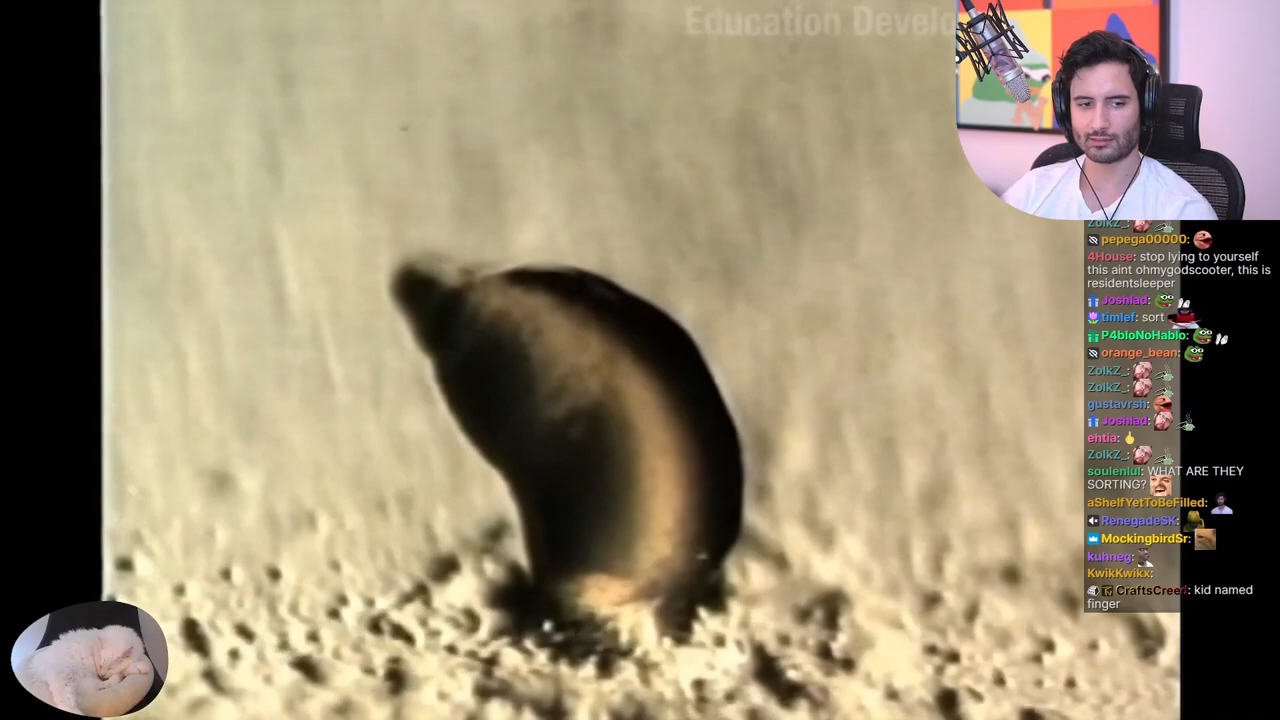 Education Develo
ZolkZ_:
pepega00000:
4House: stop lying to yourself
this aint ohmygodscooter, this is
residentsleeper
Joshlad:
timlef: sort
P4bloNoHablo:
orange_bean:
ZolkZ_:
ZolkZ_:
gustavrsh:
Joshlad:
ehtia:
ZolkZ_:
soulenlul: WHAT ARE THEY
SORTING?
aShelfYetToBeFilled:
RenegadeSK:
MockingbirdSr:
kuhneg:
KwikKwikx:
CraftsCreed: kid named
finger